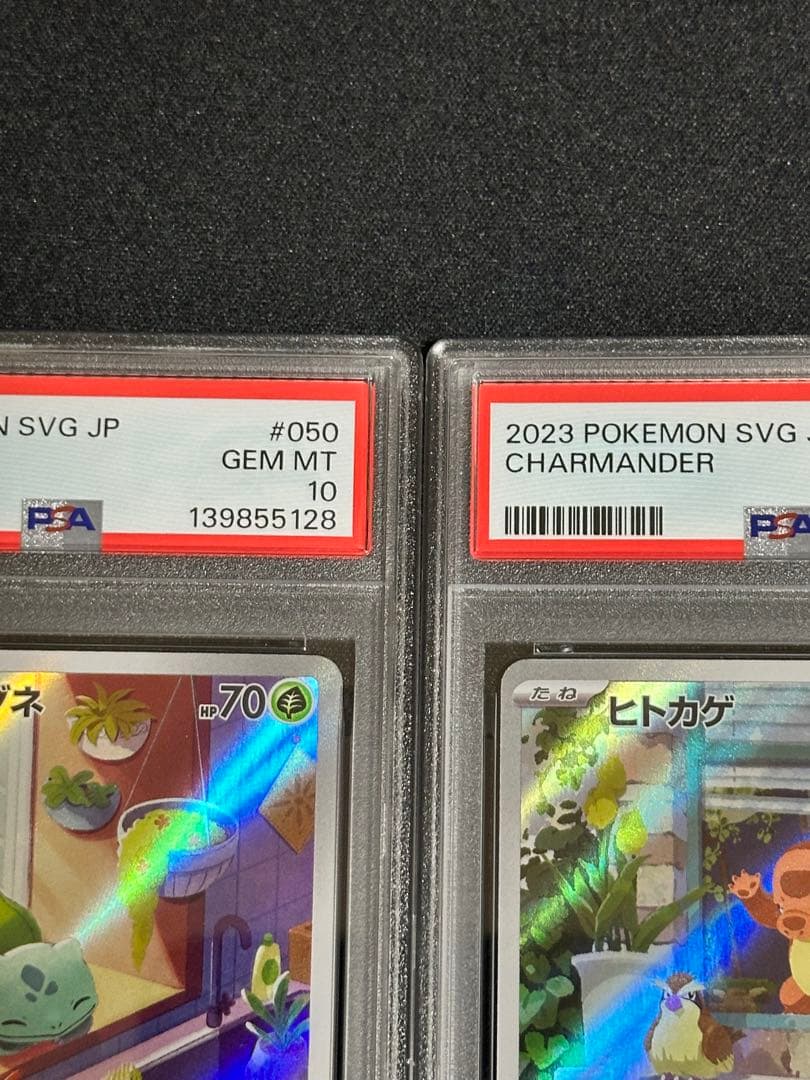 N SVG JP
#050
GEM MT
10
PSA
139855128
2023 POKEMON SVG
CHARMANDER
PSA
ネ
HP70
たね
ヒトカゲ